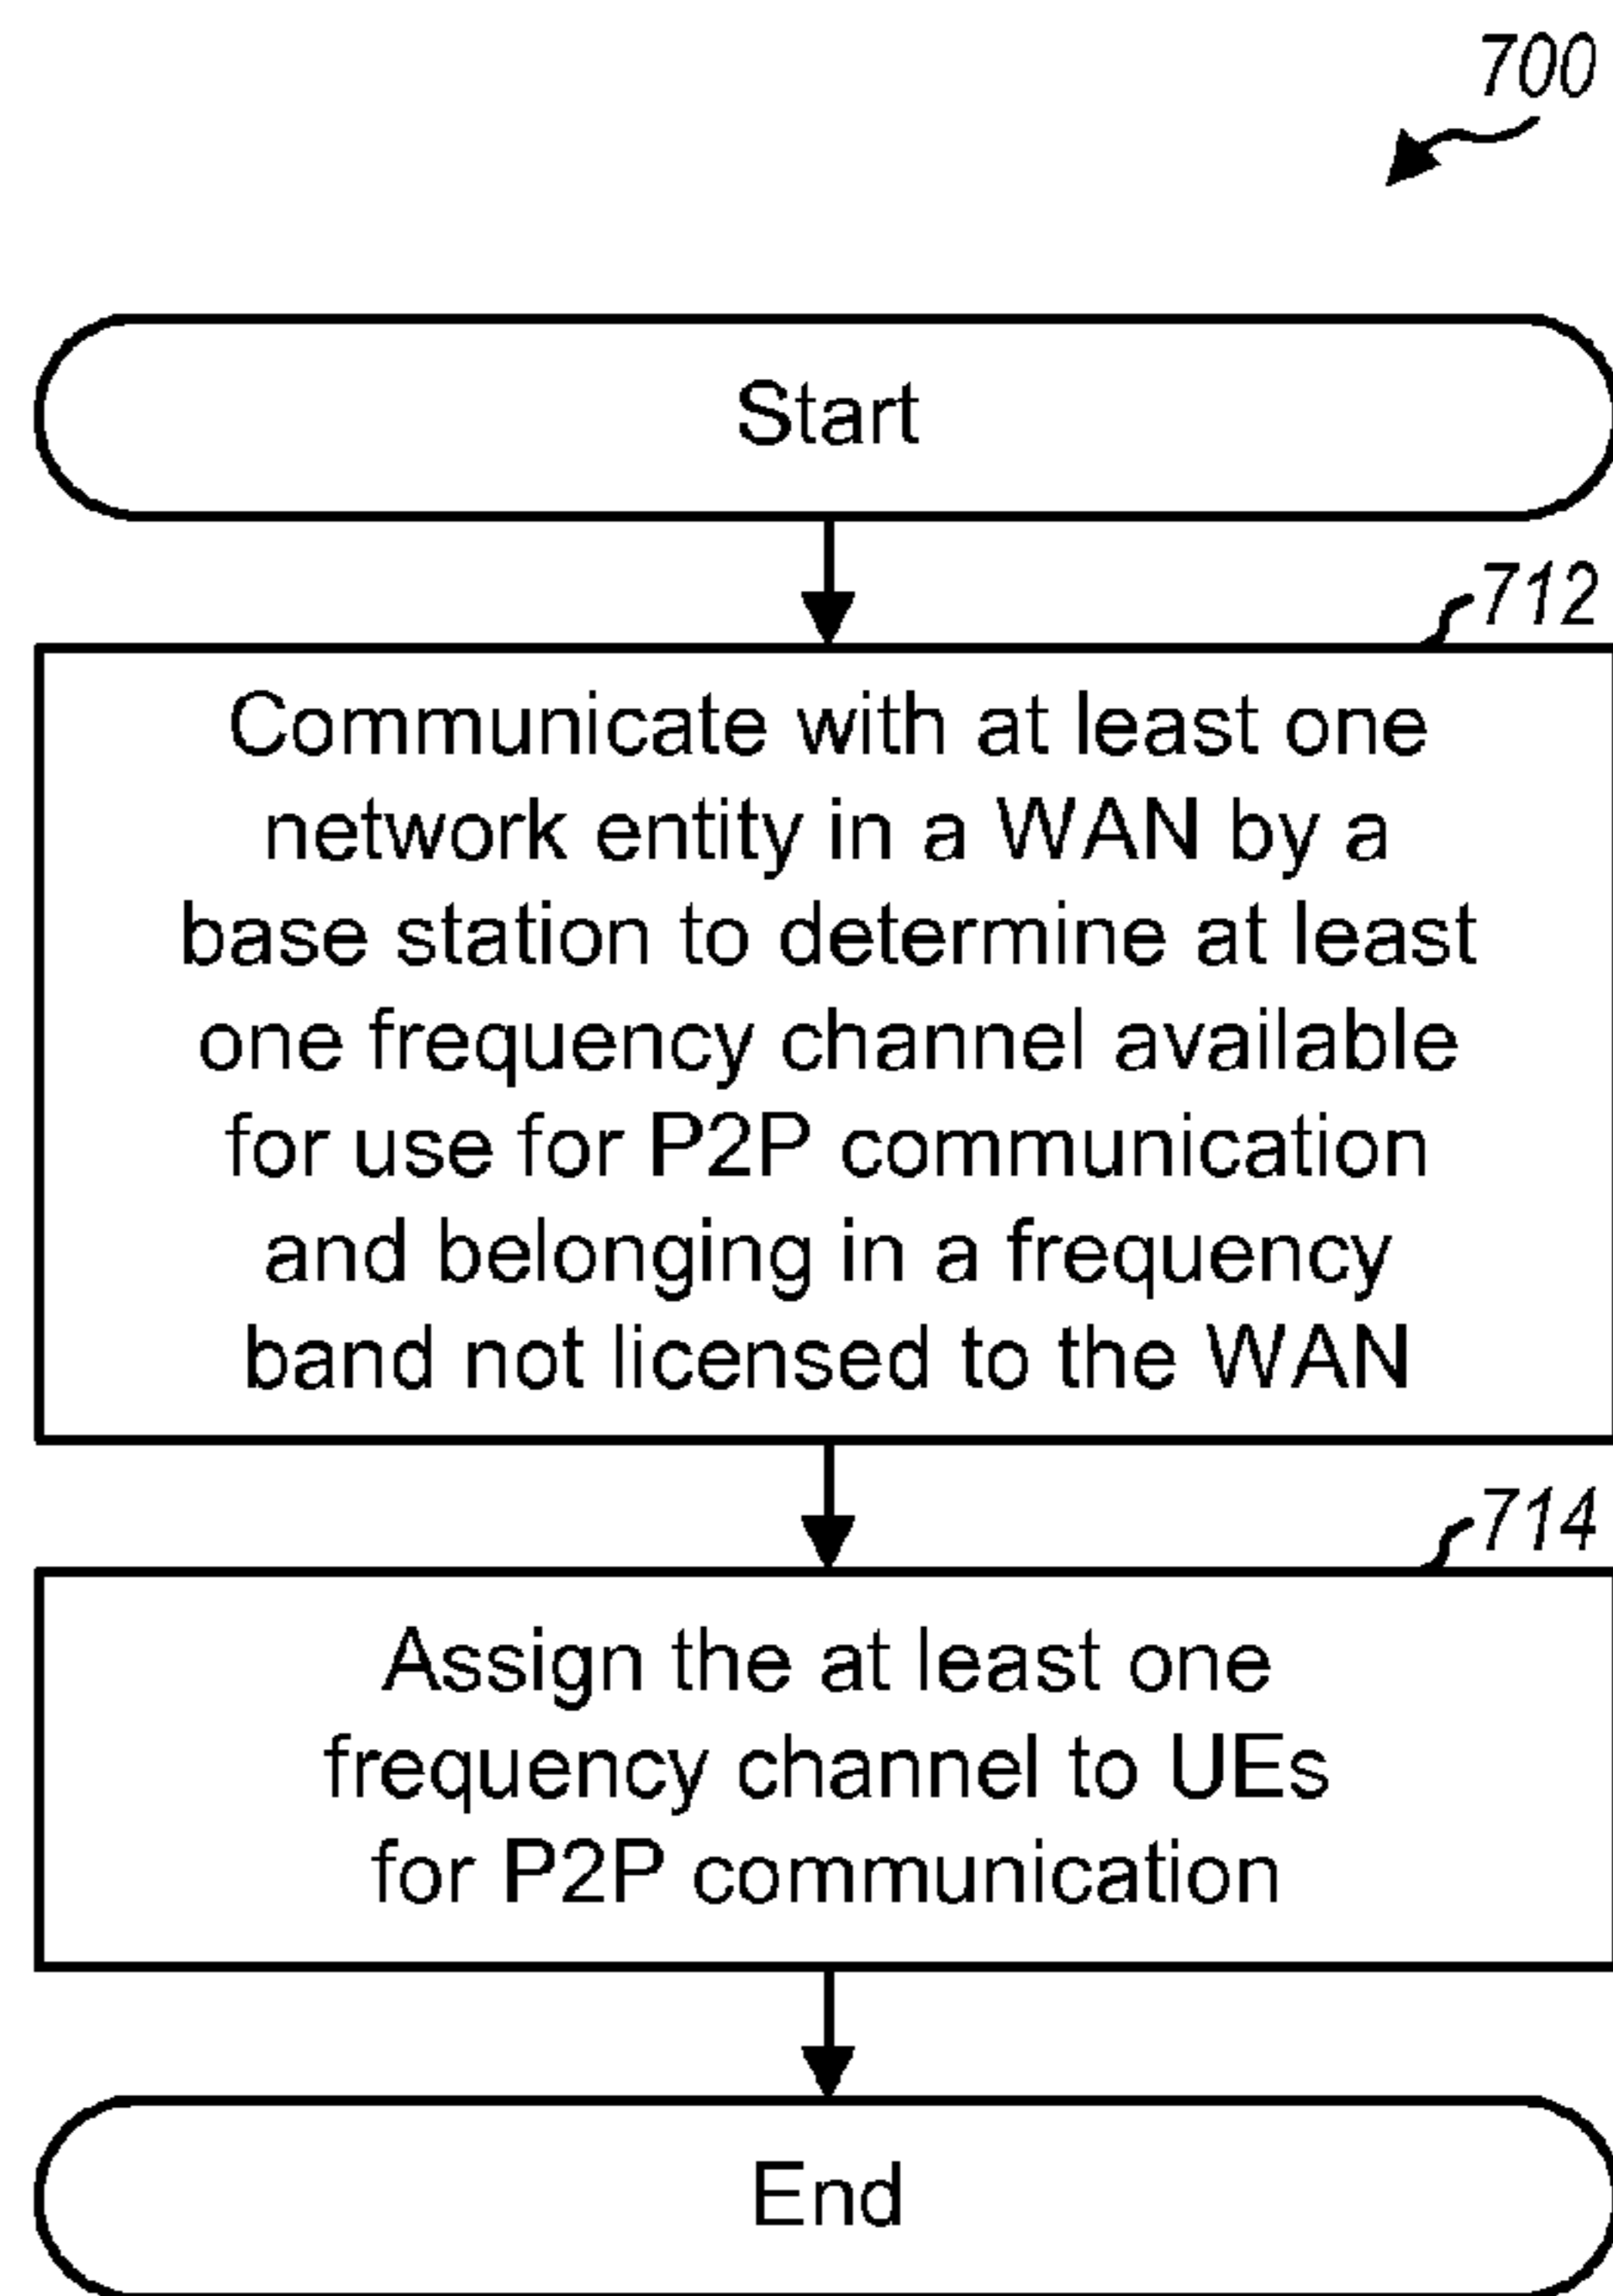 700
Start
712
Communicate with at least one
network entity in a WAN by a
base station to determine at least
one frequency channel available
for use for P2P communication
and belonging in a frequency
band not licensed to the WAN
714
Assign the at least one
frequency channel to UEs
for P2P communication
End